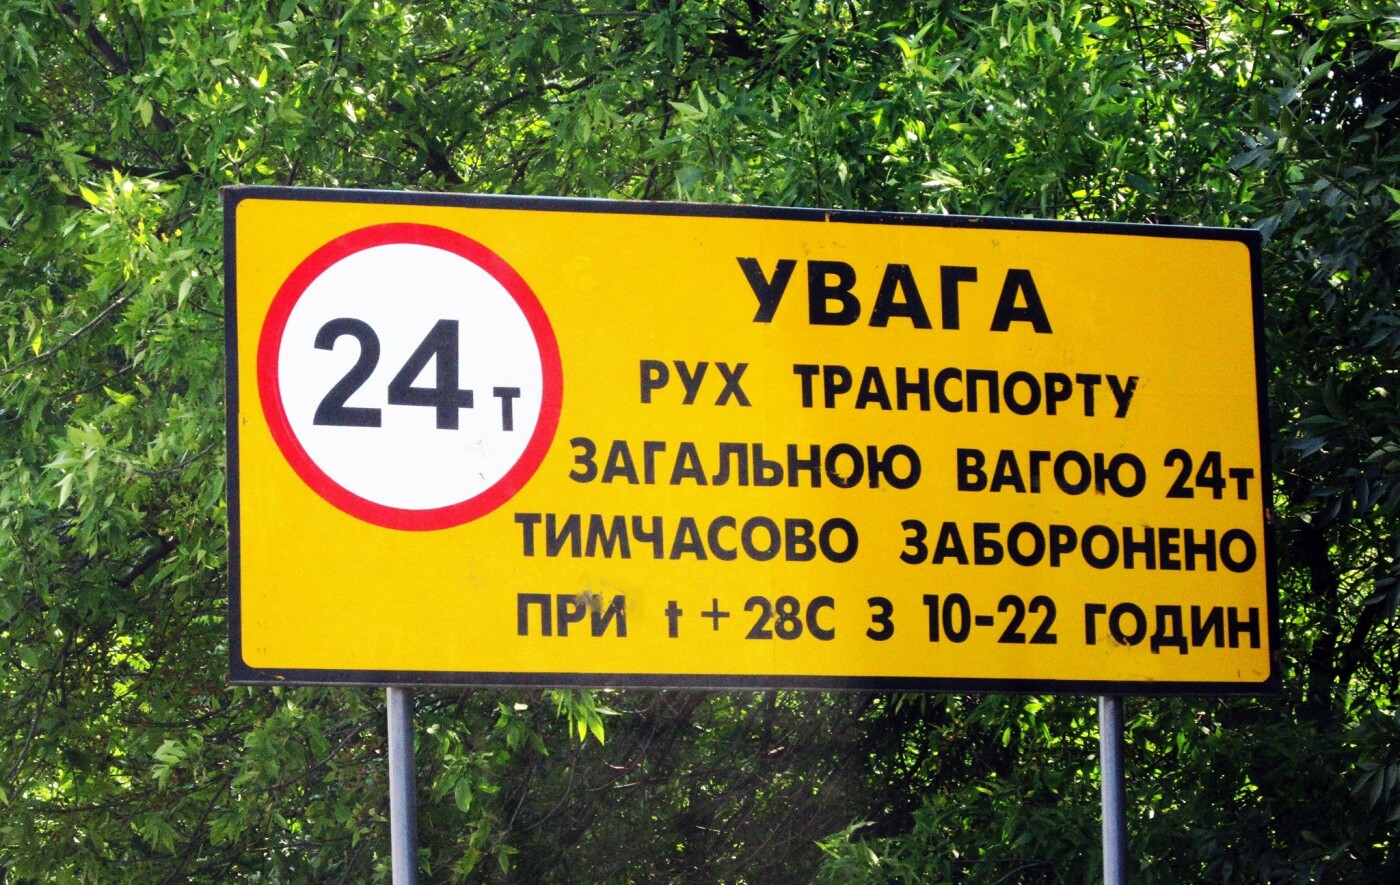 24т
УВАГА
РУХ ТРАНСПОРТУ
ЗАГАЛЬНОЮ ВАГОЮ 24т
ТИМЧАСОВО ЗАБОРОНЕНО
ПРИ t + 28С З 10-22 ГОДИН